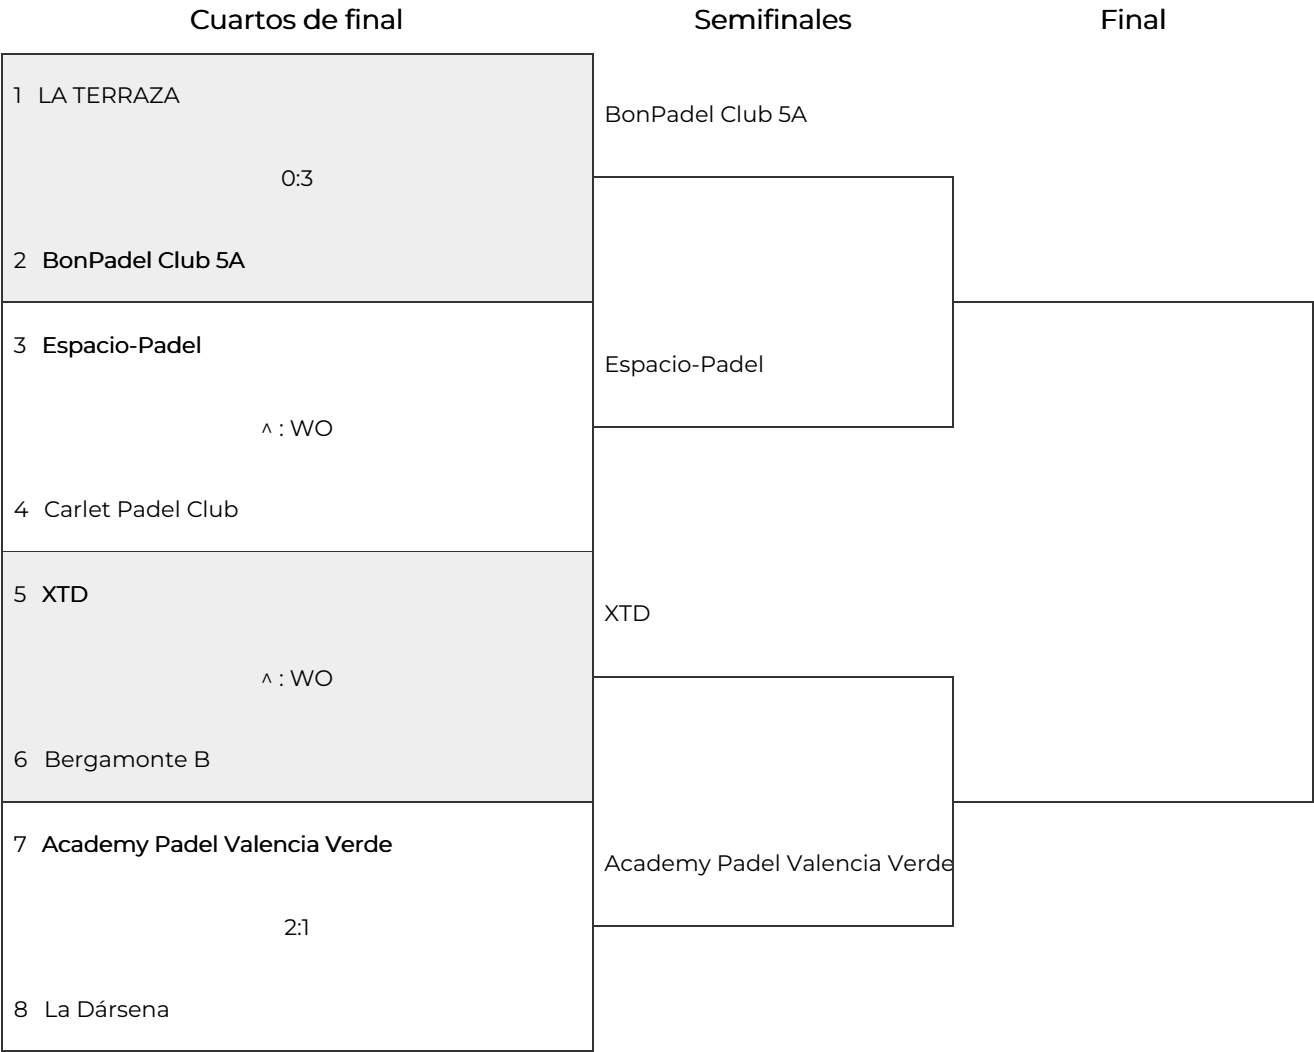 Cuartos de final
Semifinales
Final
1 LA TERRAZA
0:3
2 BonPadel Club 5A
3 Espacio-Padel
^ : WO
4 Carlet Padel Club
5 XTD
^ : WO
6 Bergamonte B
7 Academy Padel Valencia Verde
2:1
8 La Dársena
BonPadel Club 5A
Espacio-Padel
XTD
Academy Padel Valencia Verde